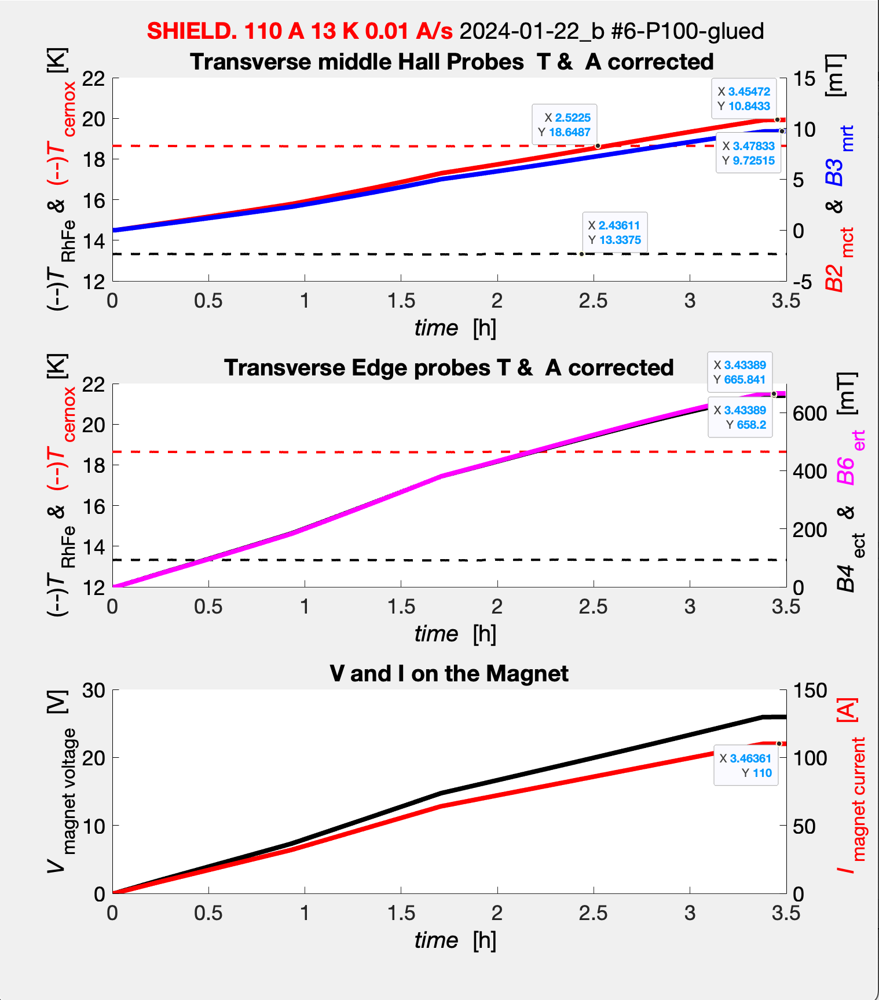 SHIELD. 110 A 13 K 0.01 A/s 2024-01-22_b #6-P100-glued
Transverse middle Hall Probes  T &  A corrected
(--)T RhFe & (--)T cernox [K]
22
20
18
16
14
12
15
10
5
0
-5
B2 mct & B3 mrt [mT]
X 2.5225
Y 18.6487
X 3.45472
Y 10.8433
X 3.47833
Y 9.72515
X 2.43611
Y 13.3375
0 0.5 1 1.5 2 2.5 3 3.5
time [h]
Transverse Edge probes T &  A corrected
(--)T RhFe & (--)T cernox [K]
22
20
18
16
14
12
600
400
200
0
B4 ect & B6 ert [mT]
X 3.43389
Y 665.841
X 3.43389
Y 658.2
0 0.5 1 1.5 2 2.5 3 3.5
time [h]
V and I on the Magnet
V magnet voltage [V]
30
20
10
0
150
100
50
0
I magnet current [A]
X 3.46361
Y 110
0 0.5 1 1.5 2 2.5 3 3.5
time [h]